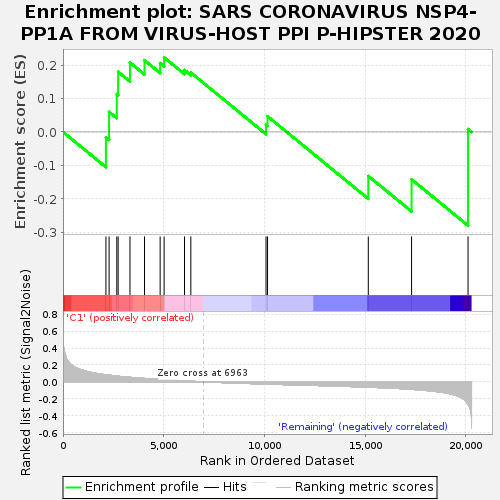 Enrichment plot: SARS CORONAVIRUS NSP4-
PP1A FROM VIRUS-HOST PPI P-HIPSTER 2020
Enrichment score (ES)
0.2
0.1
0.0
-0.1
-0.2
-0.3
'C1' (positively correlated)
Ranked list metric (Signal2Noise)
0.8
0.6
0.4
0.2
0.0
-0.2
-0.4
-0.6
Zero cross at 6963
'Remaining' (negatively correlated)
0
5,000
10,000
15,000
20,000
Rank in Ordered Dataset
Enrichment profile
Hits
Ranking metric scores